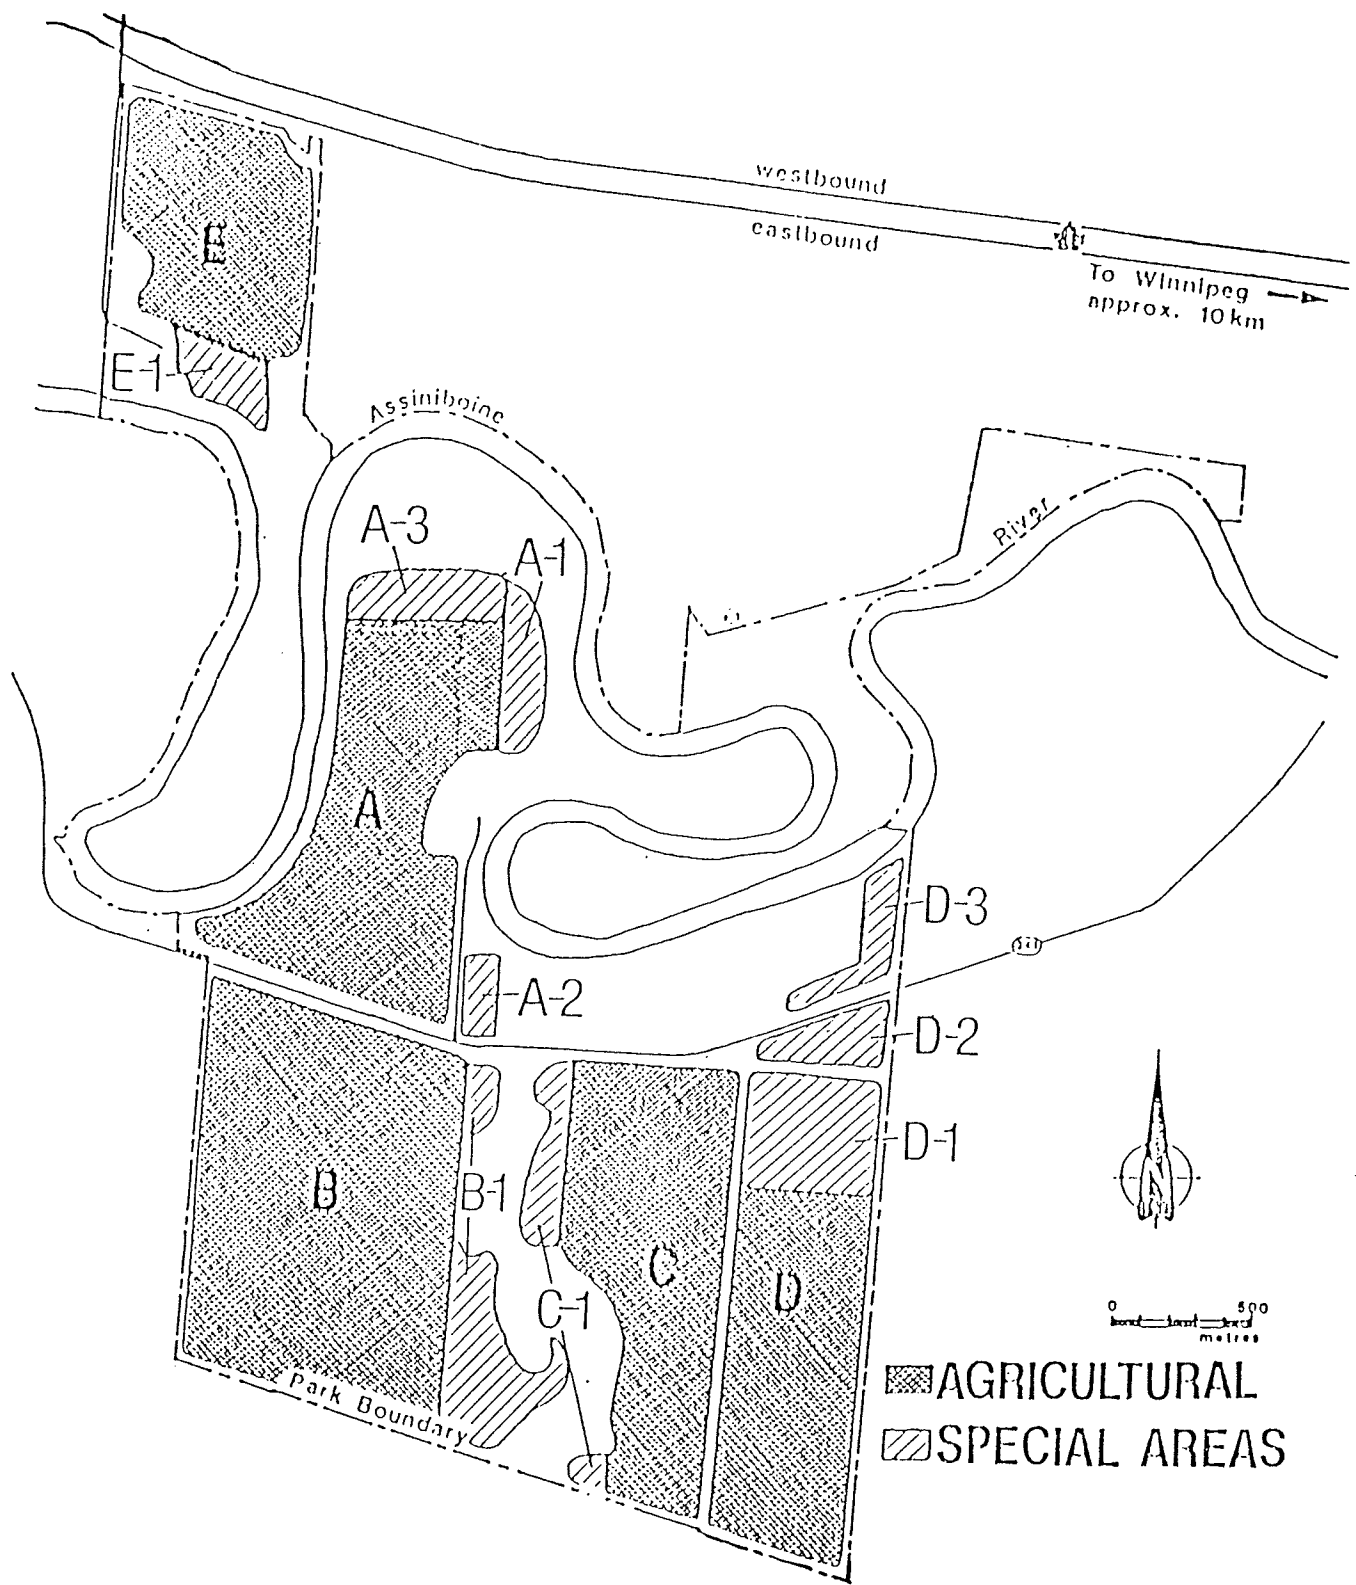 westbound
eastbound
To Winnipeg
approx. 10km
E
E-1
Assiniboine
River
A-3
A-1
A
D-3
A-2
D-2
D-1
B
B-1
C
C-1
D
0 500
metres
Park Boundary
AGRICULTURAL
SPECIAL AREAS